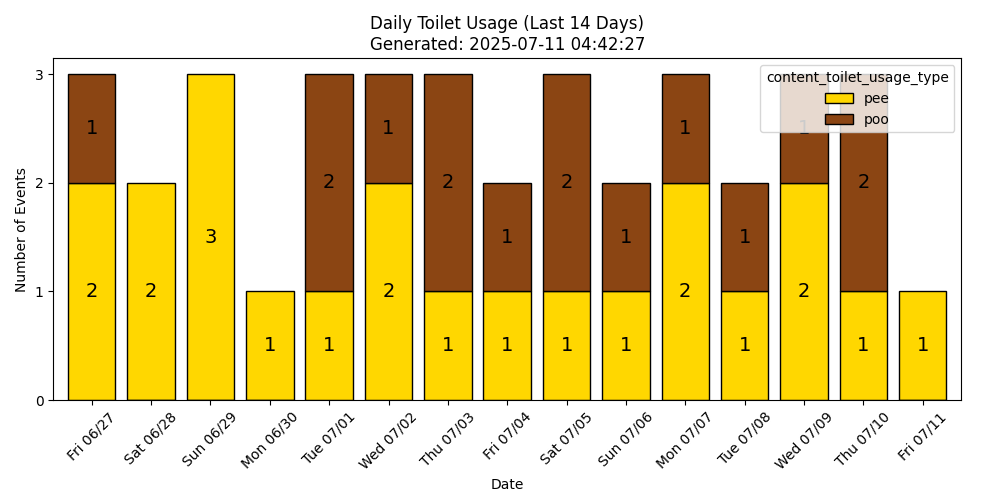 Daily Toilet Usage (Last 14 Days)
Generated: 2025-07-11 04:42:27
Number of Events
3
2
1
0
content_toilet_usage_type
pee
poo
1 1 1 1
2 2 2 2
3
1 1 1
2 2 2 2 2
1 1 1 1 1 1 1 1 1
Fri 06/27 Sat 06/28 Sun 06/29 Mon 06/30 Tue 07/01 Wed 07/02 Thu 07/03 Fri 07/04 Sat 07/05 Sun 07/06 Mon 07/07 Tue 07/08 Wed 07/09 Thu 07/10 Fri 07/11
Date